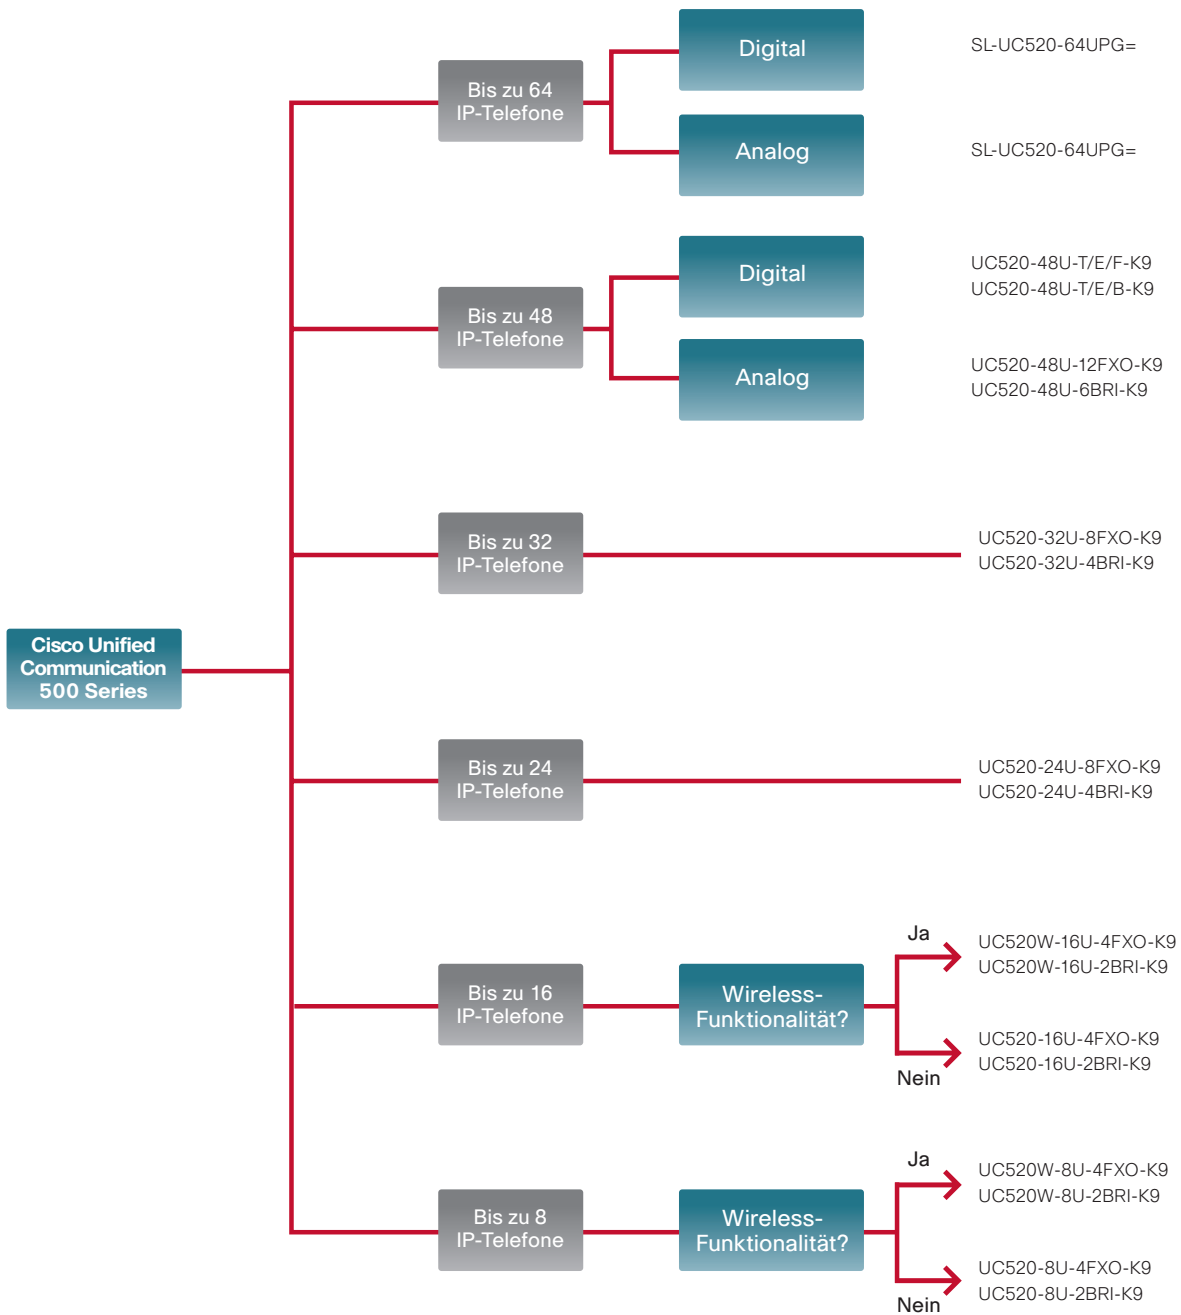 Bis zu 64
IP-Telefone
Digital
SL-UC520-64UPG=
Analog
SL-UC520-64UPG=
Bis zu 48
IP-Telefone
Digital
UC520-48U-T/E/F-K9
UC520-48U-T/E/B-K9
Analog
UC520-48U-12FXO-K9
UC520-48U-6BRI-K9
Bis zu 32
IP-Telefone
UC520-32U-8FXO-K9
UC520-32U-4BRI-K9
Cisco Unified
Communication
500 Series
Bis zu 24
IP-Telefone
UC520-24U-8FXO-K9
UC520-24U-4BRI-K9
Bis zu 16
IP-Telefone
Wireless-
Funktionalität?
Ja
UC520W-16U-4FXO-K9
UC520W-16U-2BRI-K9
Nein
UC520-16U-4FXO-K9
UC520-16U-2BRI-K9
Bis zu 8
IP-Telefone
Wireless-
Funktionalität?
Ja
UC520W-8U-4FXO-K9
UC520W-8U-2BRI-K9
Nein
UC520-8U-4FXO-K9
UC520-8U-2BRI-K9